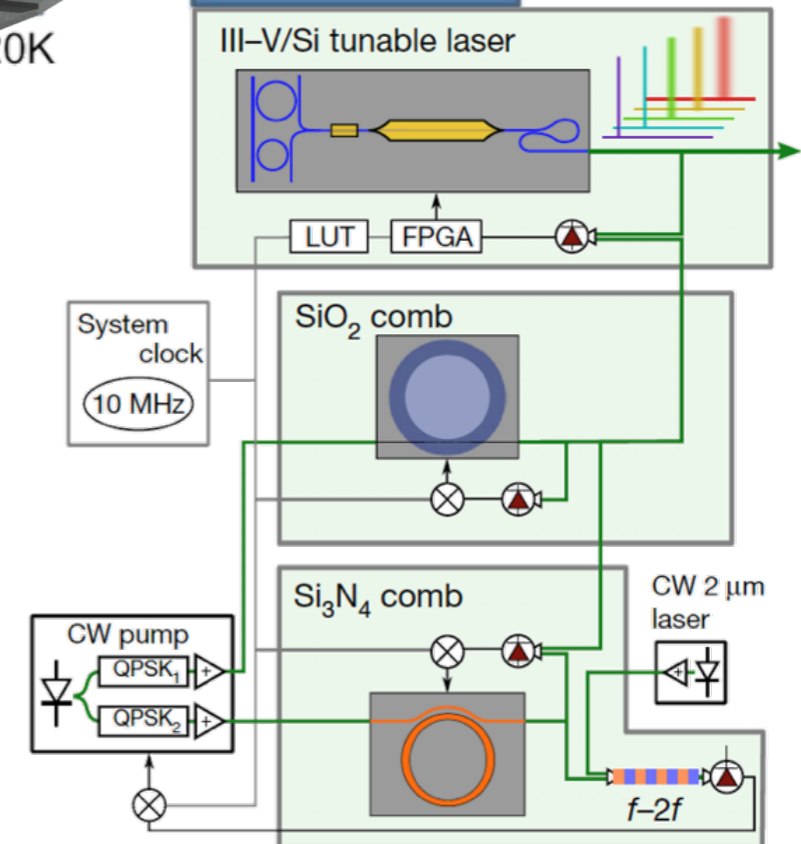 0K
III–V/Si tunable laser
LUT
FPGA
SiO2 comb
System
clock
10 MHz
Si3N4 comb
CW 2 μm
laser
CW pump
QPSK1
+
QPSK2
+
+
f–2f